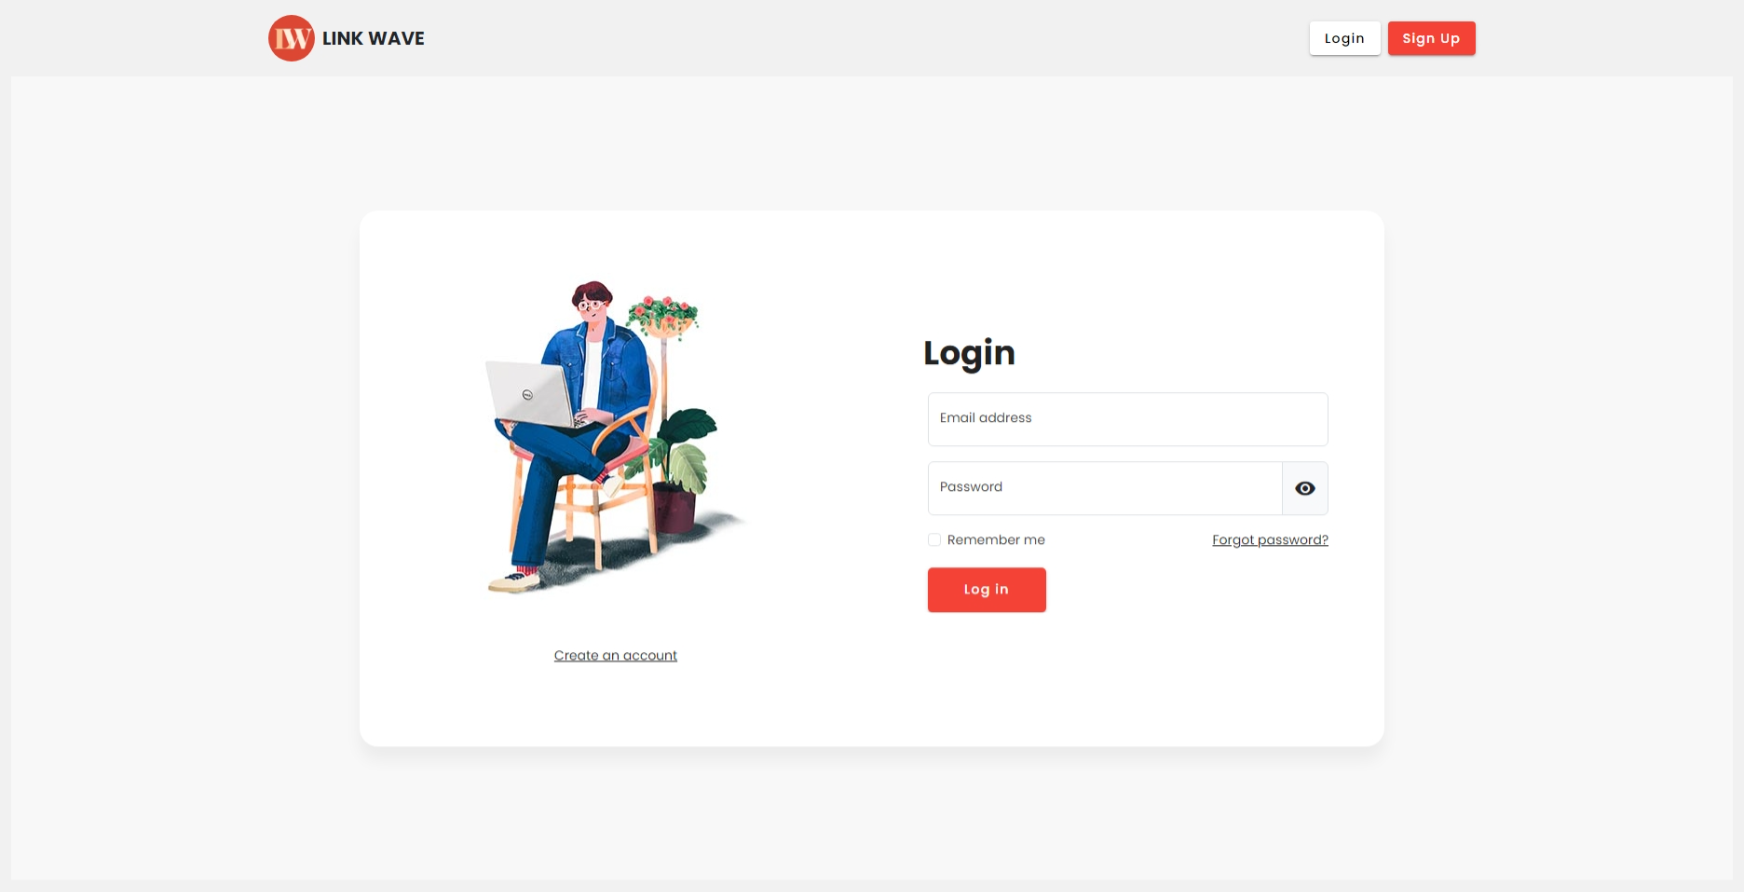 LW LINK WAVE
Login
Sign Up
Login
Email address
Password
Remember me
Forgot password?
Log in
Create an account